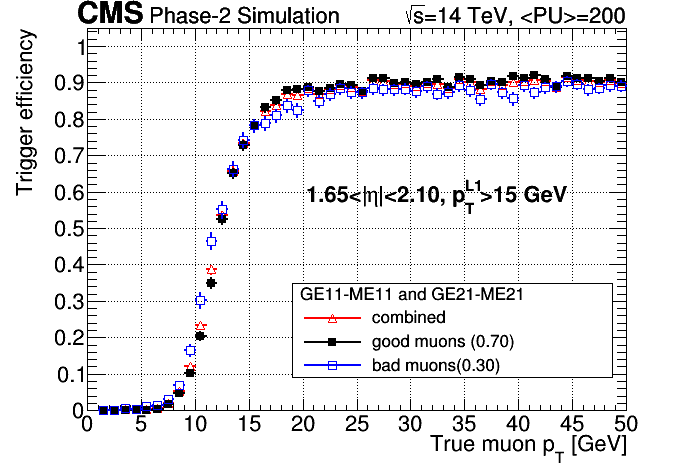 CMS Phase-2 Simulation √s=14 TeV, <PU>=200
Trigger efficiency
1
0.9
0.8
0.7
0.6
0.5
0.4
0.3
0.2
0.1
0
1.65<|η|<2.10, p_T^L1>15 GeV
GE11-ME11 and GE21-ME21
combined
good muons (0.70)
bad muons(0.30)
0 5 10 15 20 25 30 35 40 45 50
True muon p_T [GeV]